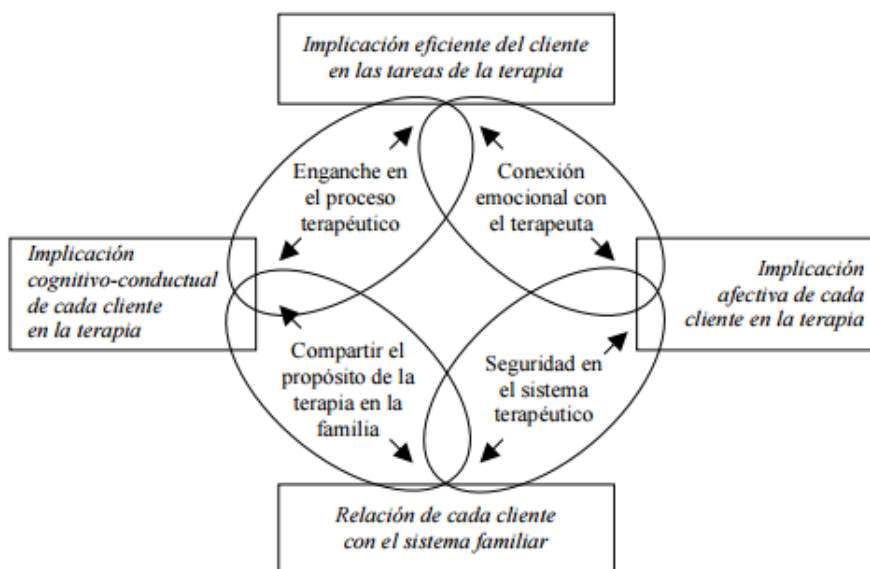 Implicación eficiente del cliente
en las tareas de la terapia
Enganche en
el proceso
terapéutico
Conexión
emocional con
el terapeuta
Implicación
cognitivo-conductual
de cada cliente
en la terapia
Implicación
afectiva de cada
cliente en la terapia
Compartir el
propósito de la
terapia en la
familia
Seguridad en
el sistema
terapéutico
Relación de cada cliente
con el sistema familiar